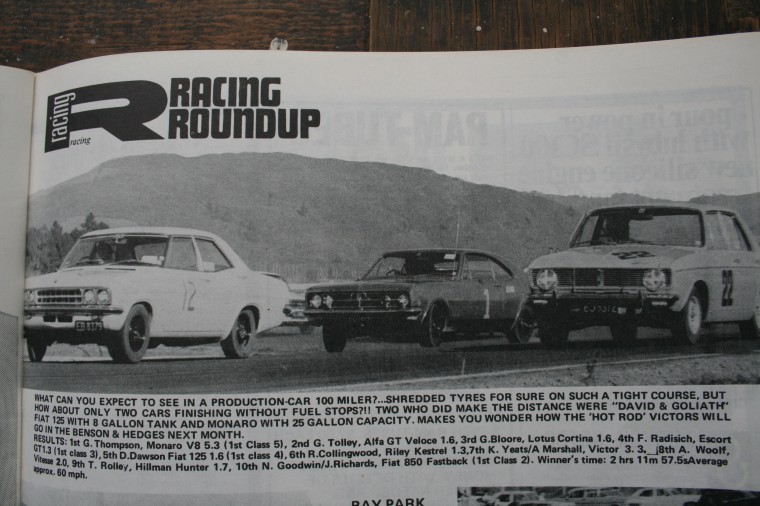 racing
racing
RACING
ROUNDUP
12
1
22
EB 8379
WHAT CAN YOU EXPECT TO SEE IN A PRODUCTION-CAR 100 MILER?...SHREDDED TYRES FOR SURE ON SUCH A TIGHT COURSE, BUT
HOW ABOUT ONLY TWO CARS FINISHING WITHOUT FUEL STOPS?!! TWO WHO DID MAKE THE DISTANCE WERE "DAVID & GOLIATH"
FIAT 125 WITH 8 GALLON TANK AND MONARO WITH 25 GALLON CAPACITY. MAKES YOU WONDER HOW THE 'HOT ROD' VICTORS WILL
GO IN THE BENSON & HEDGES NEXT MONTH.
RESULTS: 1st G.Thompson, Monaro V8 5.3 (1st Class 5), 2nd G. Tolley, Alfa GT Veloce 1.6, 3rd G.Bloore, Lotus Cortina 1.6, 4th F. Radisich, Escort
GT1.3 (1st class 3), 5th D.Dawson Fiat 125 1.6 (1st class 4), 6th R.Collingwood, Riley Kestrel 1.3,7th K. Yeats/A Marshall, Victor 3. 3._ j8th A. Woolf,
Vitesse 2.0, 9th T. Rolley, Hillman Hunter 1.7, 10th N. Goodwin/J.Richards, Fiat 850 Fastback (1st Class 2). Winner's time: 2 hrs 11m 57.5sAverage
approx. 60 mph.
BAY PARK